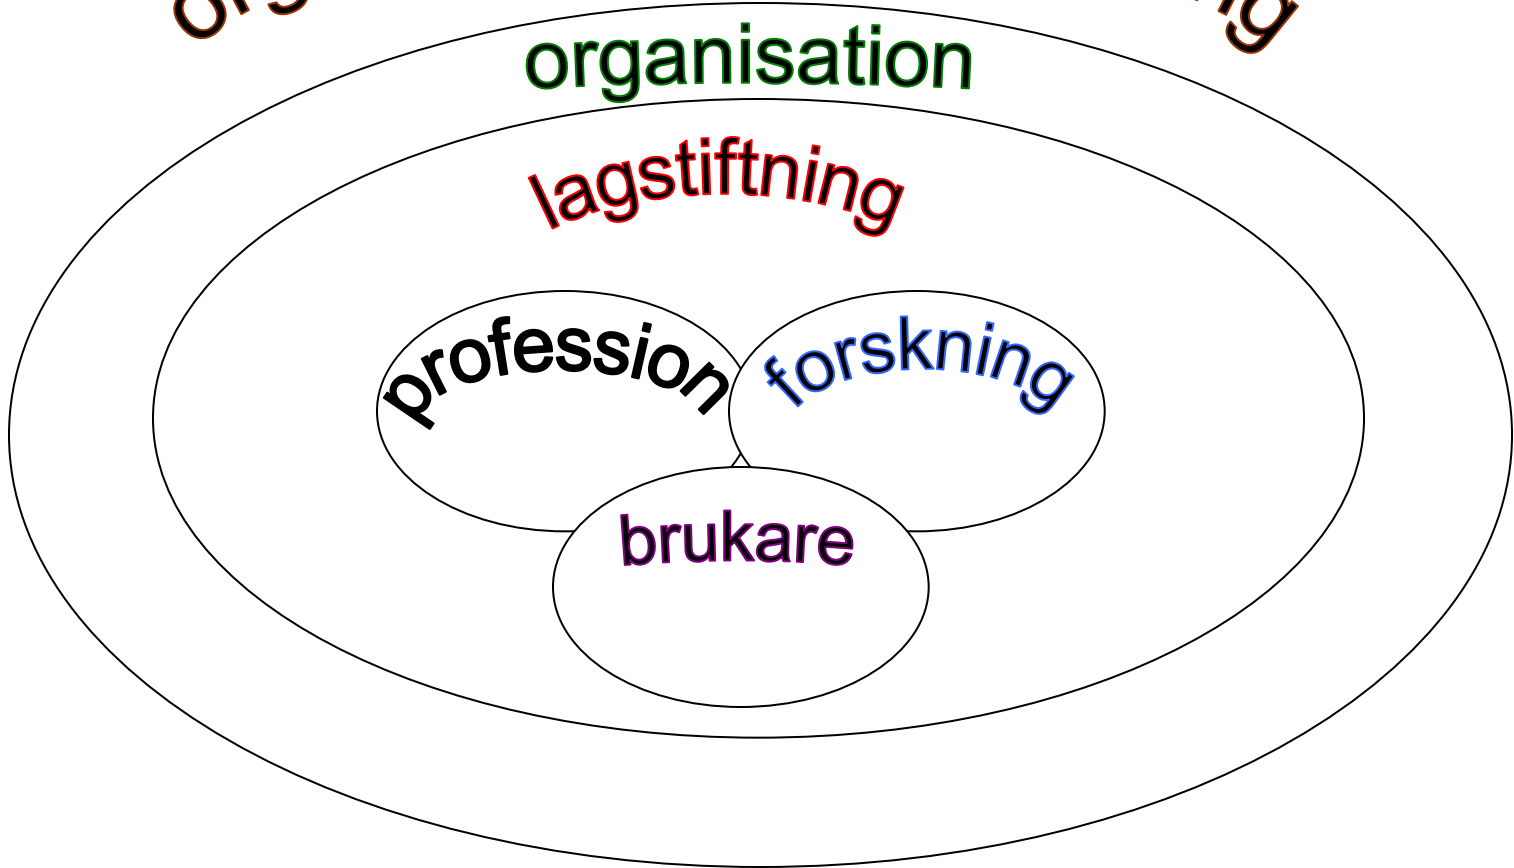 organisation
lagstiftning
profession
forskning
brukare